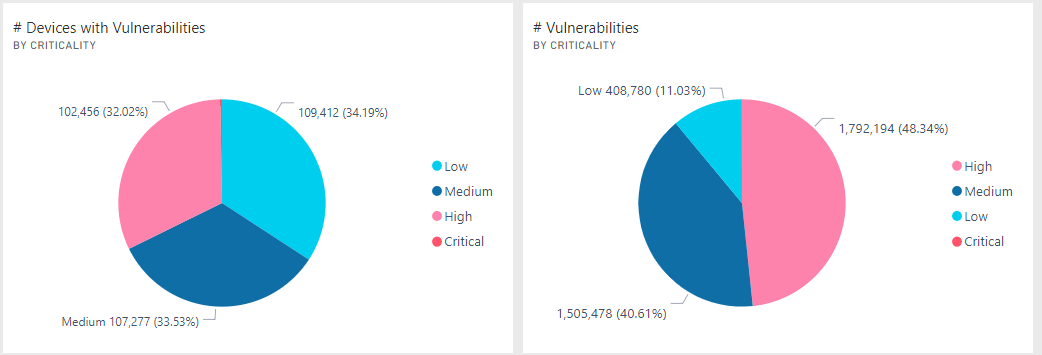 # Devices with Vulnerabilities
BY CRITICALITY
102,456 (32.02%)
109,412 (34.19%)
Medium 107,277 (33.53%)
Low
Medium
High
Critical
# Vulnerabilities
BY CRITICALITY
Low 408,780 (11.03%)
1,792,194 (48.34%)
1,505,478 (40.61%)
High
Medium
Low
Critical